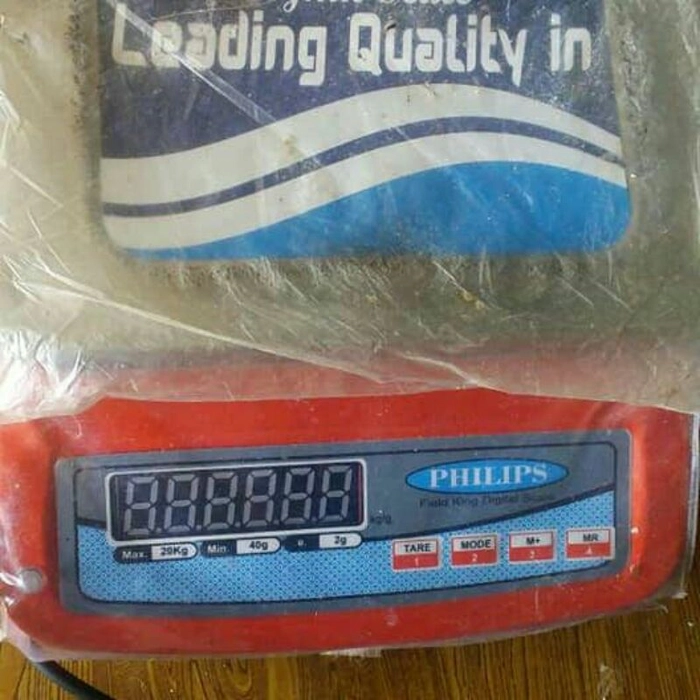 Leading Quality in
PHILIPS
Field King Digital Scale
kg/g
Max. 20Kg Min. 40g e. 2g
TARE MODE M+ MR
1 2 3 4